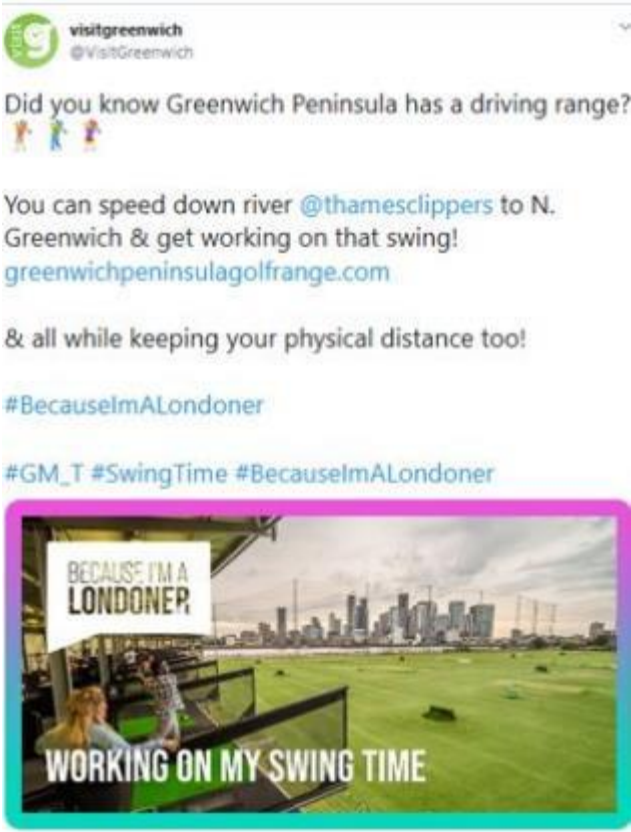 visitgreenwich
@VisitGreenwich
Did you know Greenwich Peninsula has a driving range?
You can speed down river @thamesclippers to N.
Greenwich & get working on that swing!
greenwichpeninsulagolfrange.com
& all while keeping your physical distance too!
#BecauseImALondoner
#GM_T #SwingTime #BecauseImALondoner
BECAUSE I'M A
LONDONER
WORKING ON MY SWING TIME